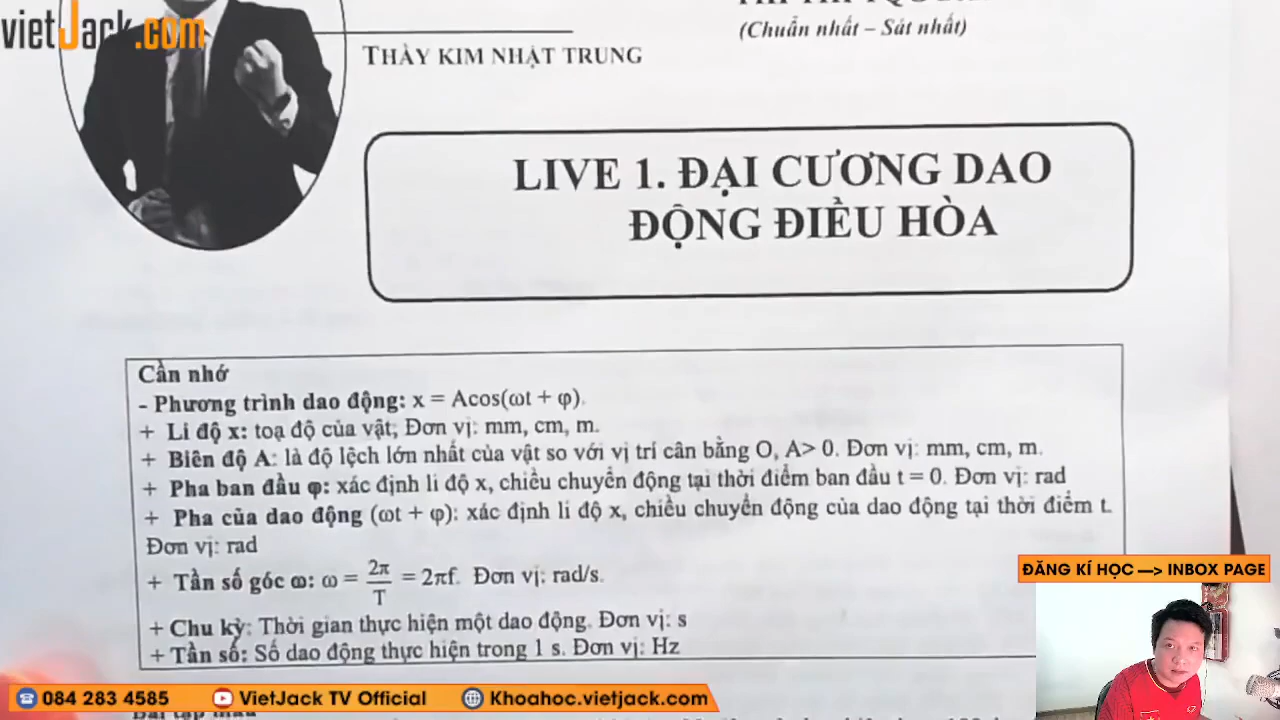 vietJack.com
(Chuẩn nhất – Sát nhất)
THẦY KIM NHẬT TRUNG
LIVE 1. ĐẠI CƯƠNG DAO
ĐỘNG ĐIỀU HÒA
Cần nhớ
- Phương trình dao động: x = Acos(ωt + φ).
+ Li độ x: toạ độ của vật; Đơn vị: mm, cm, m.
+ Biên độ A: là độ lệch lớn nhất của vật so với vị trí cân bằng O, A> 0. Đơn vị: mm, cm, m.
+ Pha ban đầu φ: xác định li độ x, chiều chuyển động tại thời điểm ban đầu t = 0. Đơn vị: rad
+ Pha của dao động (ωt + φ): xác định li độ x, chiều chuyển động của dao động tại thời điểm t.
Đơn vị: rad
+ Tần số góc ω: ω = 2π/T = 2πf. Đơn vị: rad/s.
+ Chu kỳ: Thời gian thực hiện một dao động. Đơn vị: s
+ Tần số: Số dao động thực hiện trong 1 s. Đơn vị: Hz
ĐĂNG KÍ HỌC —> INBOX PAGE
084 283 4585 VietJack TV Official Khoahoc.vietjack.com